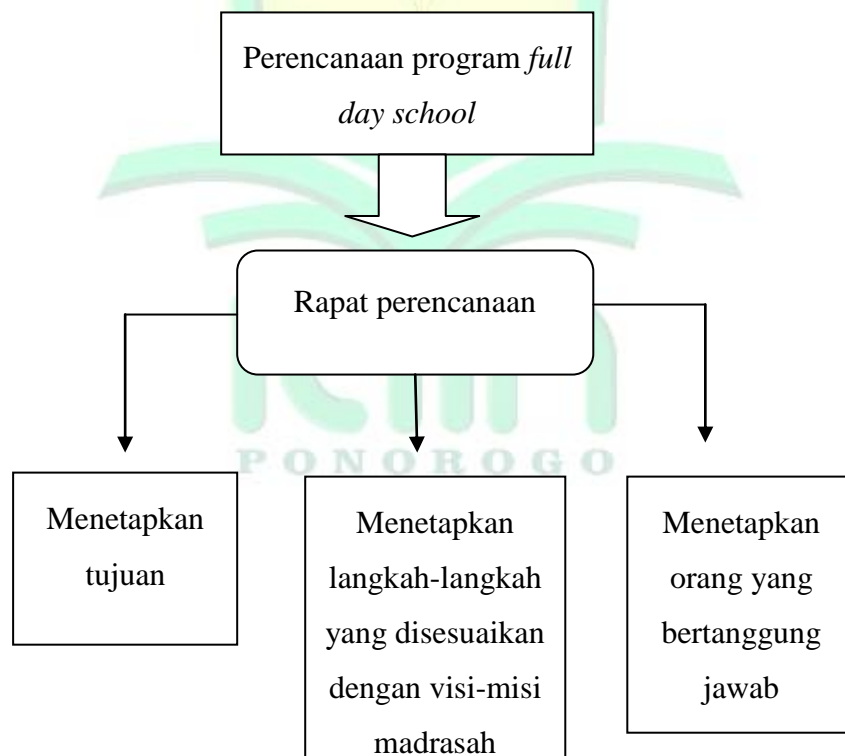 Perencanaan program full
day school
Rapat perencanaan
PONOROGO
Menetapkan
tujuan
Menetapkan
langkah-langkah
yang disesuaikan
dengan visi-misi
madrasah
Menetapkan
orang yang
bertanggung
jawab